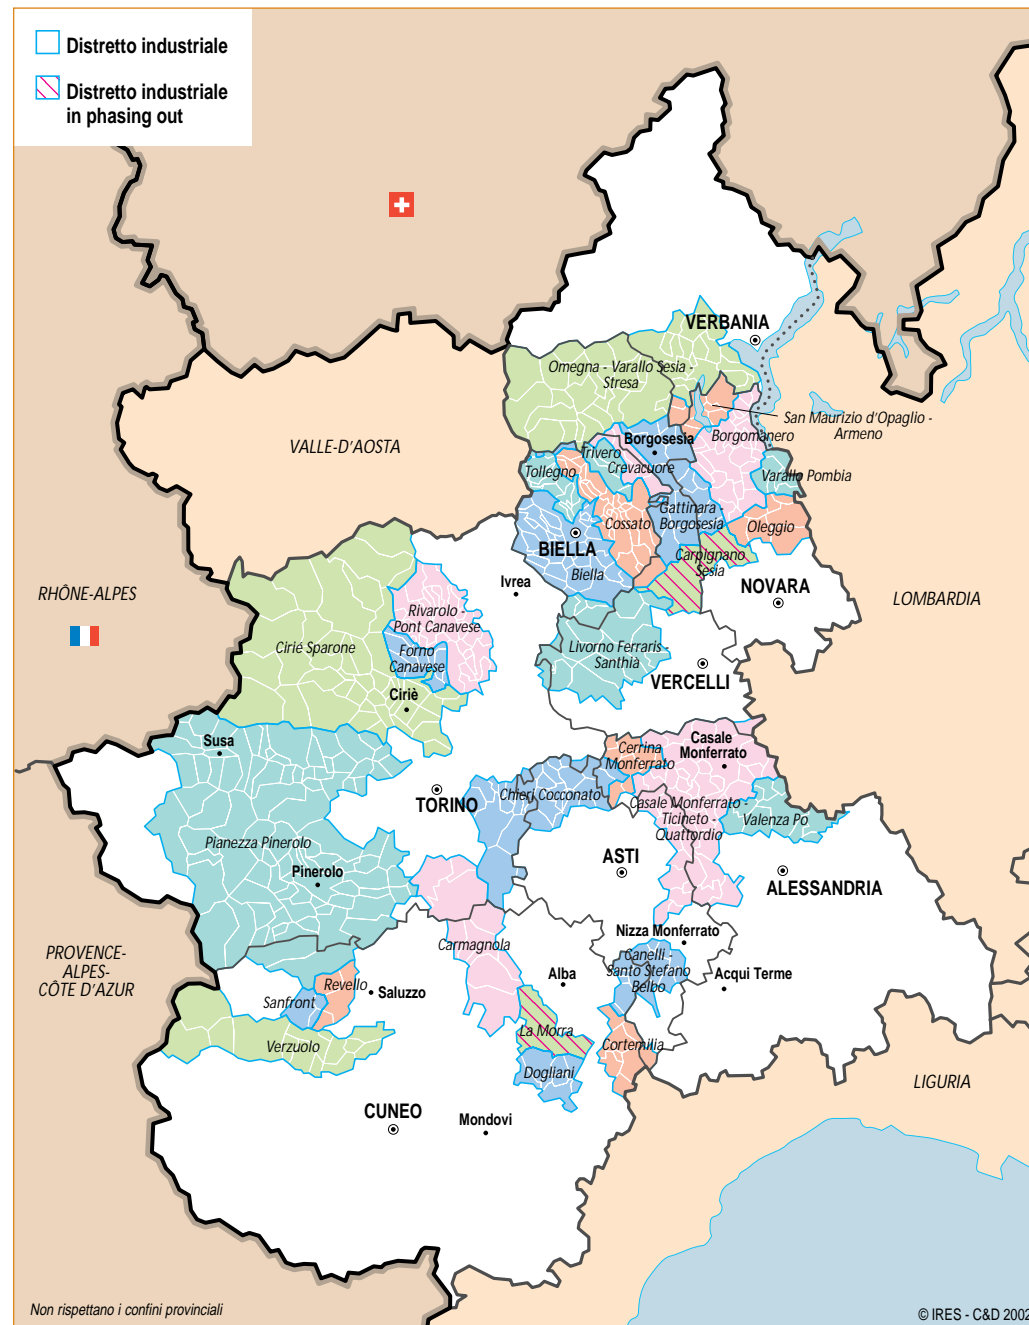 Distretto industriale
Distretto industriale
in phasing out
VERBANIA
Omegna - Varallo Sesia -
Stresa
San Maurizio d'Opaglio -
Armeno
VALLE-D'AOSTA
Borgosesia
Borgomanero
Trivero
Crevacuore
Tollegno
Varallo Pombia
Gattinara -
Borgosesia
Cossato
Oleggio
BIELLA
Biella
Carpignano
Sesia
Ivrea
NOVARA
RHÔNE-ALPES
LOMBARDIA
Rivarolo -
Pont Canavese
Cirié Sparone
Forno
Canavese
Livorno Ferraris -
Santhià
VERCELLI
Ciriè
Susa
Casale
Monferrato
Cerrina
Monferrato
TORINO
Chieri Cocconato
Casale Monferrato -
Ticineto -
Quattordio
Valenza Po
Pianezza Pinerolo
ASTI
Pinerolo
ALESSANDRIA
Nizza Monferrato
PROVENCE-
ALPES-
CÔTE D'AZUR
Carmagnola
Canelli -
Santo Stefano
Belbo
Alba
Acqui Terme
Revello
Sanfront
Saluzzo
La Morra
Verzuolo
Cortemilia
Dogliani
LIGURIA
CUNEO
Mondovi
Non rispettano i confini provinciali
© IRES - C&D 2002